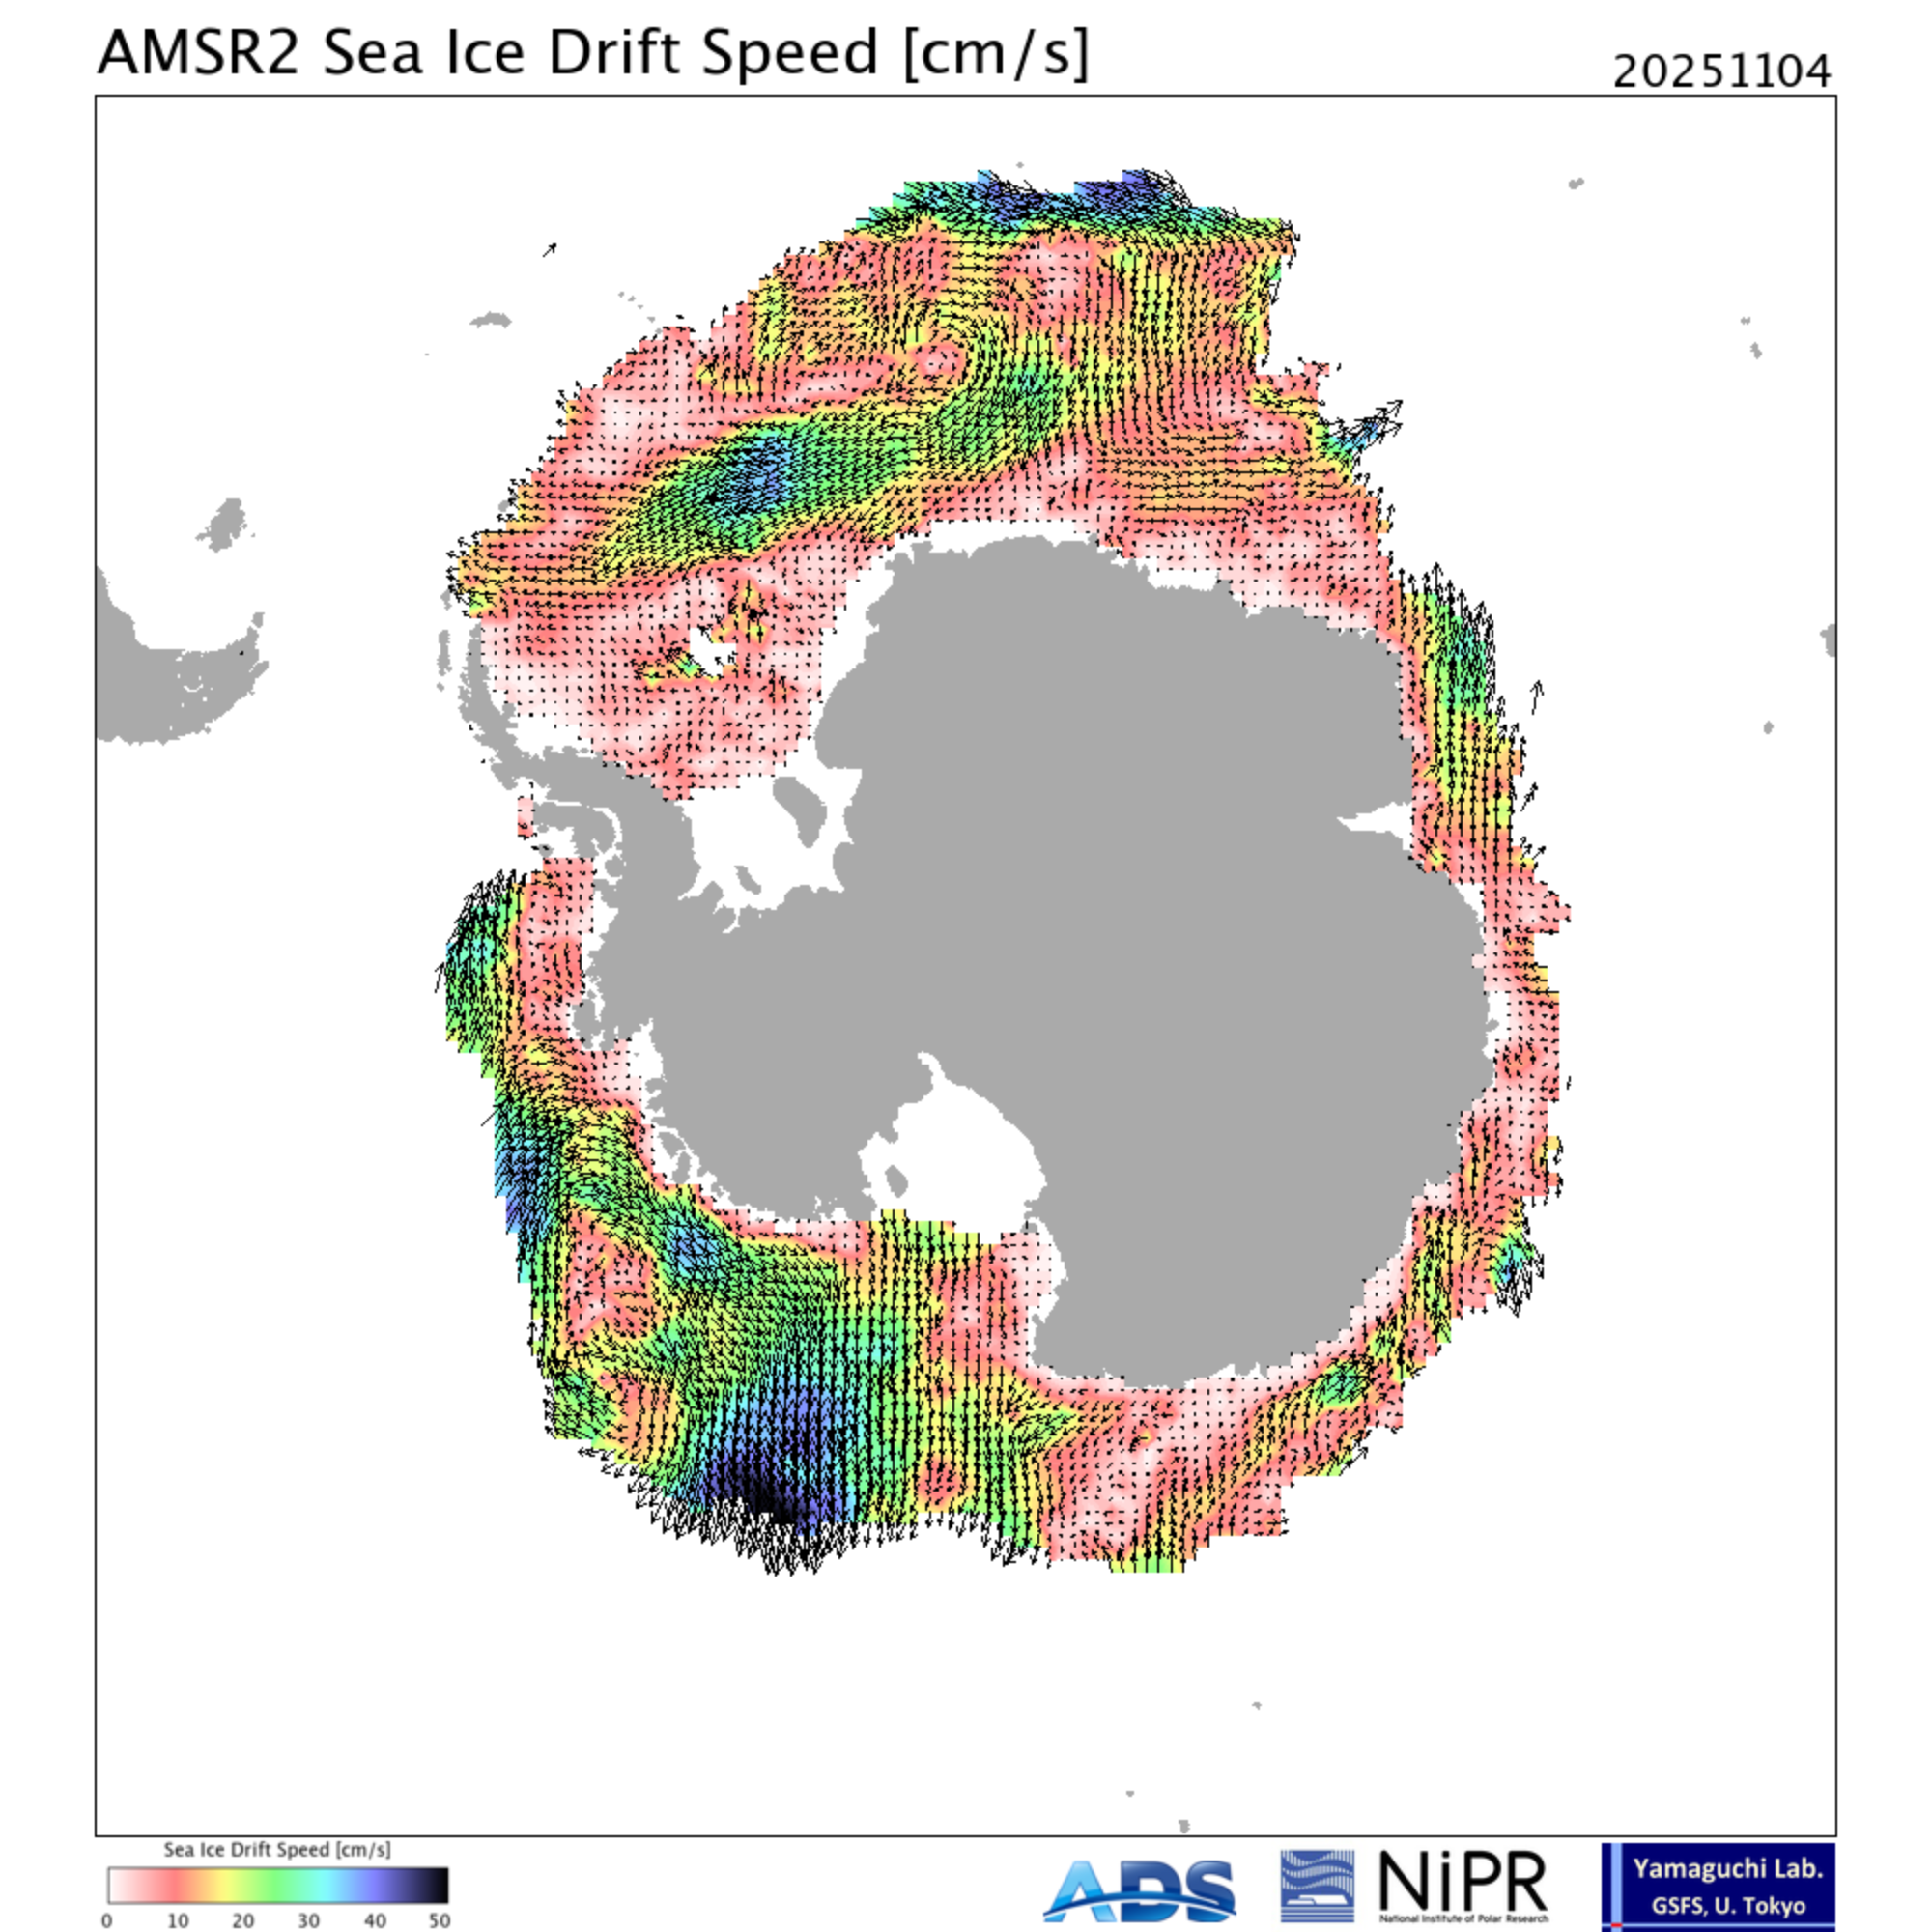 AMSR2 Sea Ice Drift Speed [cm/s]
20251104
Sea Ice Drift Speed [cm/s]
0 10 20 30 40 50
ADS
NiPR
National Institute of Polar Research
Yamaguchi Lab.
GSFS, U. Tokyo